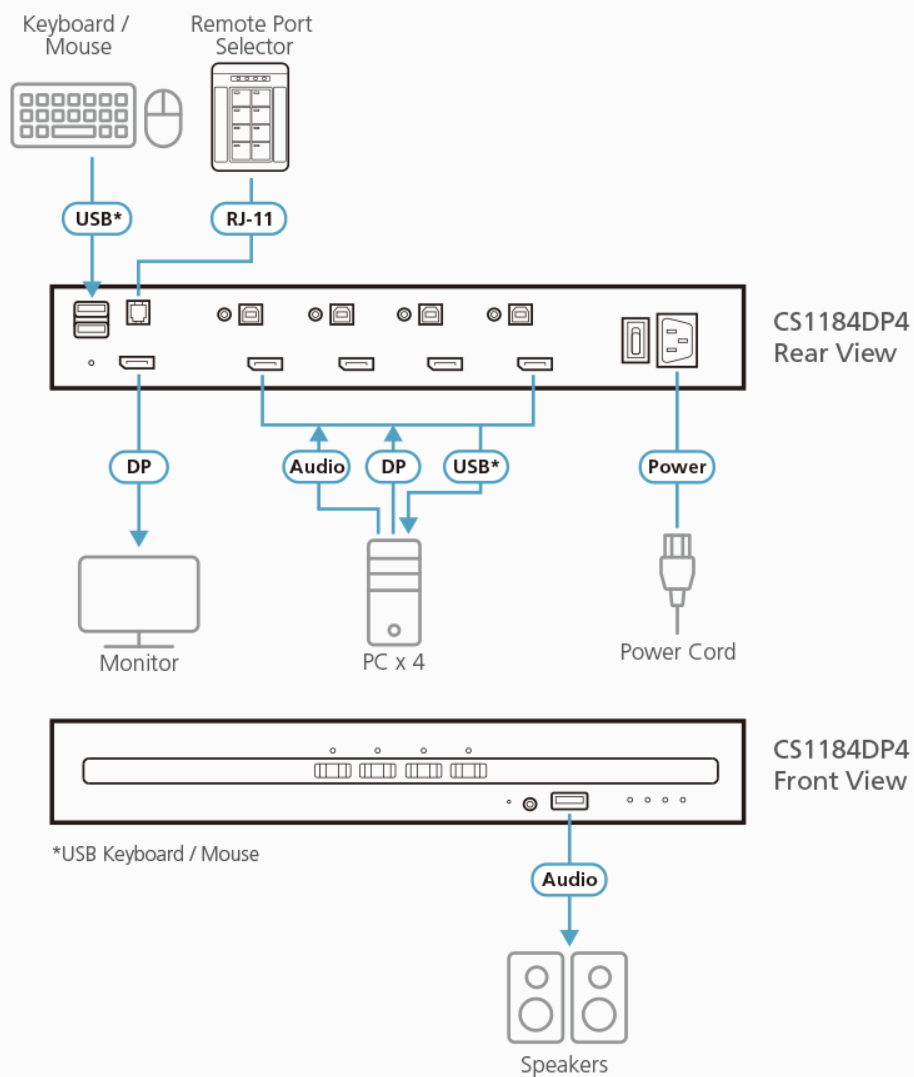 Keyboard /
Mouse
Remote Port
Selector
USB*
RJ-11
CS1184DP4
Rear View
DP
Audio
DP
USB*
Power
Monitor
PC x 4
Power Cord
CS1184DP4
Front View
*USB Keyboard / Mouse
Audio
Speakers